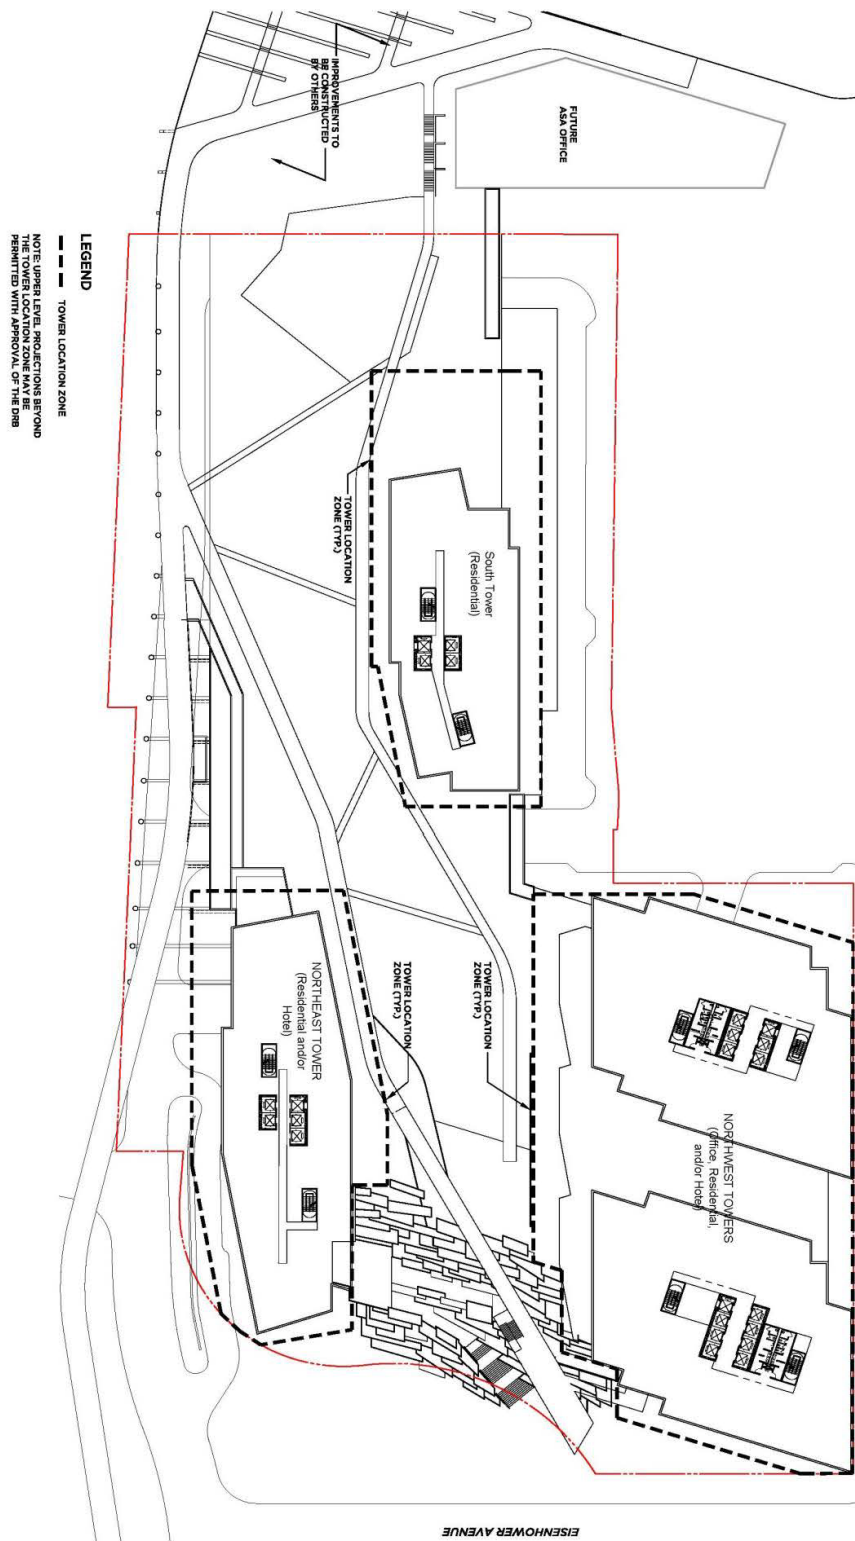 IMPROVEMENTS TO
BE CONSTRUCTED
BY OTHERS
FUTURE
ASA OFFICE
LEGEND
TOWER LOCATION ZONE
NOTE: UPPER LEVEL PROJECTIONS BEYOND
THE TOWER LOCATION ZONE MAY BE
PERMITTED WITH APPROVAL OF THE DRB
TOWER LOCATION
ZONE (TYP.)
South Tower
(Residential)
NORTHEAST TOWER
(Residential and/or
Hotel)
TOWER LOCATION
ZONE (TYP.)
TOWER LOCATION
ZONE (TYP.)
NORTHWEST TOWERS
(Office, Residential,
and/or Hotel)
EISENHOWER AVENUE